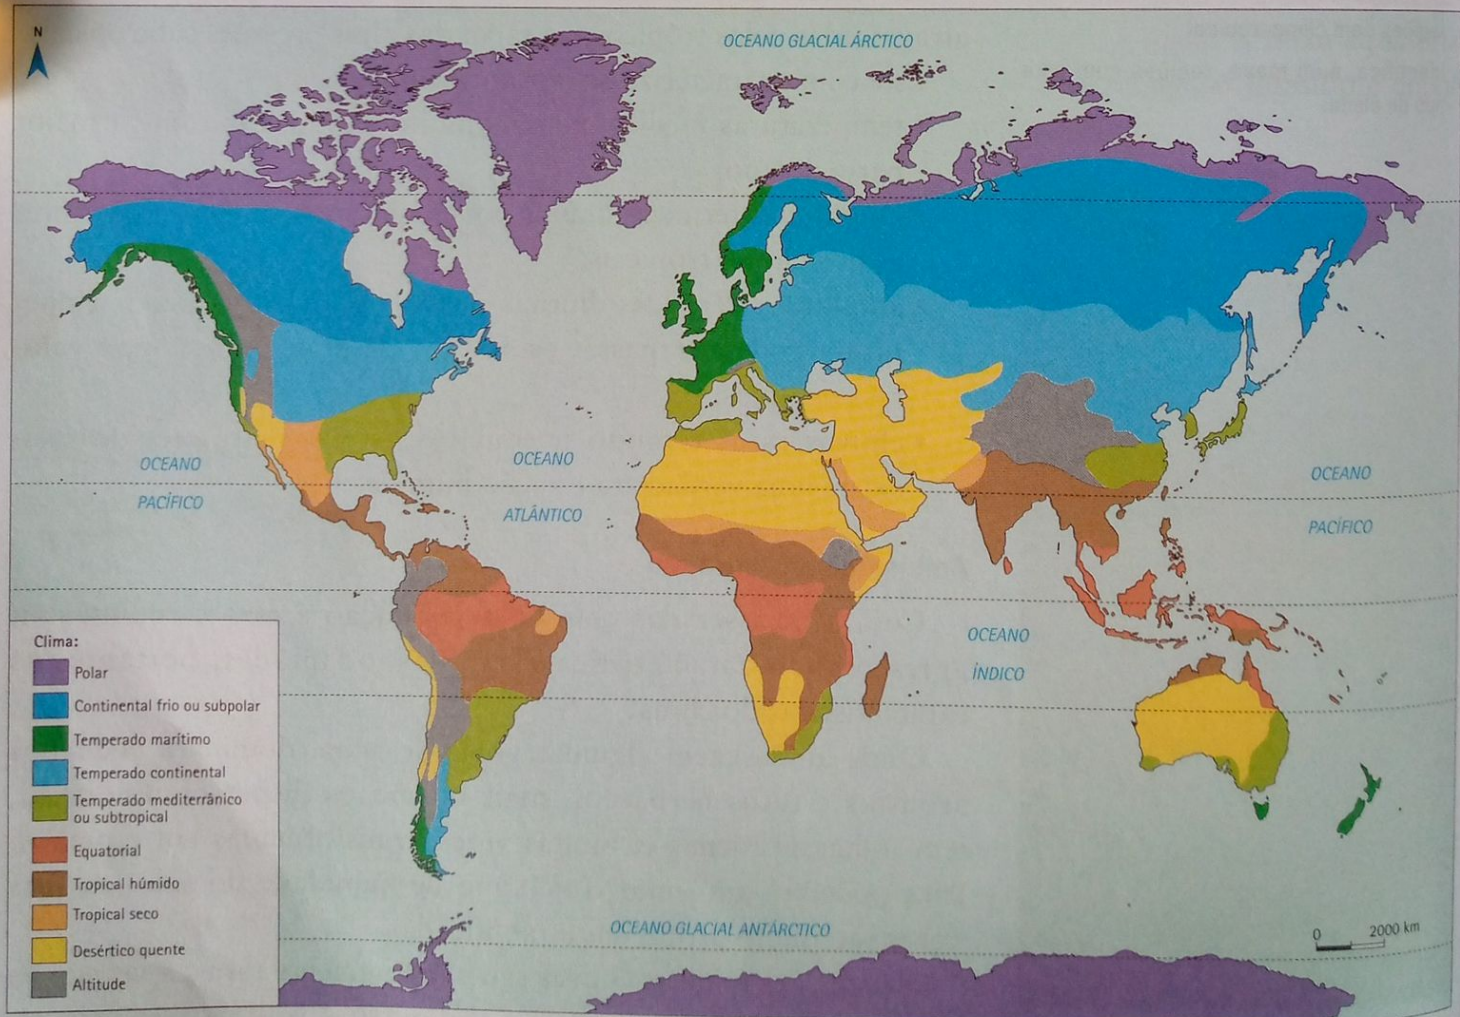 N
OCEANO GLACIAL ÁRCTICO
OCEANO
PACÍFICO
OCEANO
ATLÂNTICO
OCEANO
PACÍFICO
OCEANO
ÍNDICO
Clima:
Polar
Continental frio ou subpolar
Temperado marítimo
Temperado continental
Temperado mediterrânico
ou subtropical
Equatorial
Tropical húmido
Tropical seco
Desértico quente
Altitude
OCEANO GLACIAL ANTÁRCTICO
0 2000 km